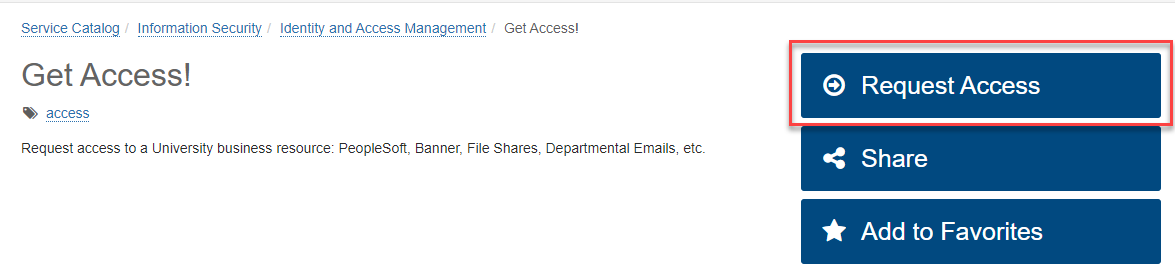 Service Catalog / Information Security / Identity and Access Management / Get Access!
Get Access!
access
Request access to a University business resource: PeopleSoft, Banner, File Shares, Departmental Emails, etc.
Request Access
Share
Add to Favorites